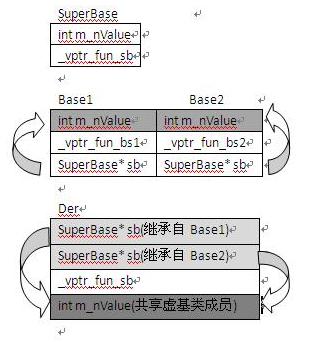 SuperBase
int m_nValue
_vptr_fun_sb
Base1 Base2
int m_nValue int m_nValue
_vptr_fun_bs1 _vptr_fun_bs2
SuperBase* sb SuperBase* sb
Der
SuperBase* sb(继承自 Base1)
SuperBase* sb(继承自 Base2)
_vptr_fun_sb
int m_nValue(共享虚基类成员)